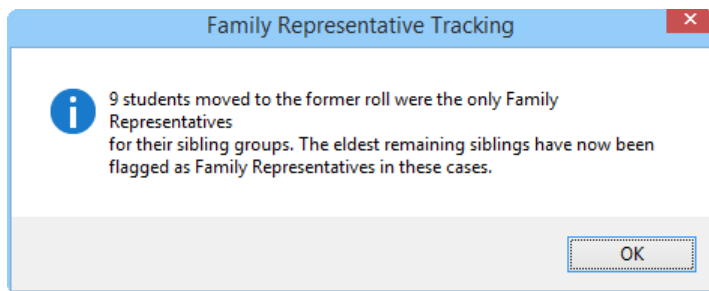 Family Representative Tracking
9 students moved to the former roll were the only Family
Representatives
for their sibling groups. The eldest remaining siblings have now been
flagged as Family Representatives in these cases.
OK